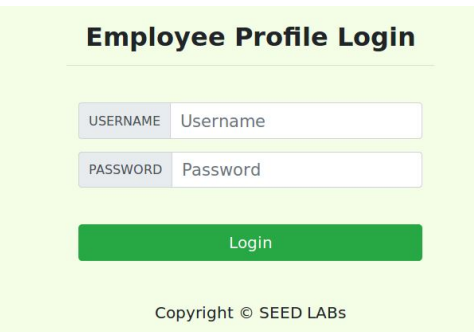 Employee Profile Login
USERNAME Username
PASSWORD Password
Login
Copyright © SEED LABs